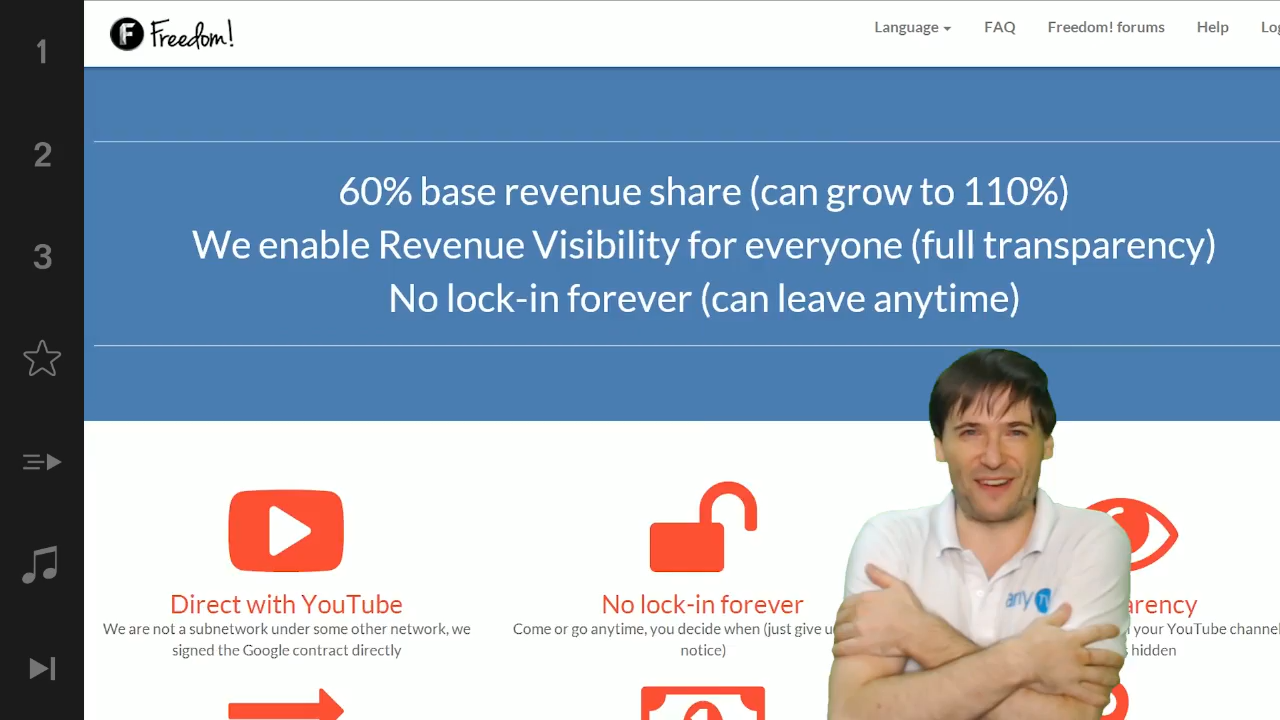 1
2
3
F Freedom!
Language FAQ Freedom! forums Help
60% base revenue share (can grow to 110%)
We enable Revenue Visibility for everyone (full transparency)
No lock-in forever (can leave anytime)
Direct with YouTube
We are not a subnetwork under some other network, we
signed the Google contract directly
No lock-in forever
Come or go anytime, you decide when (just give
notice)
your YouTube channel
hidden
any TV